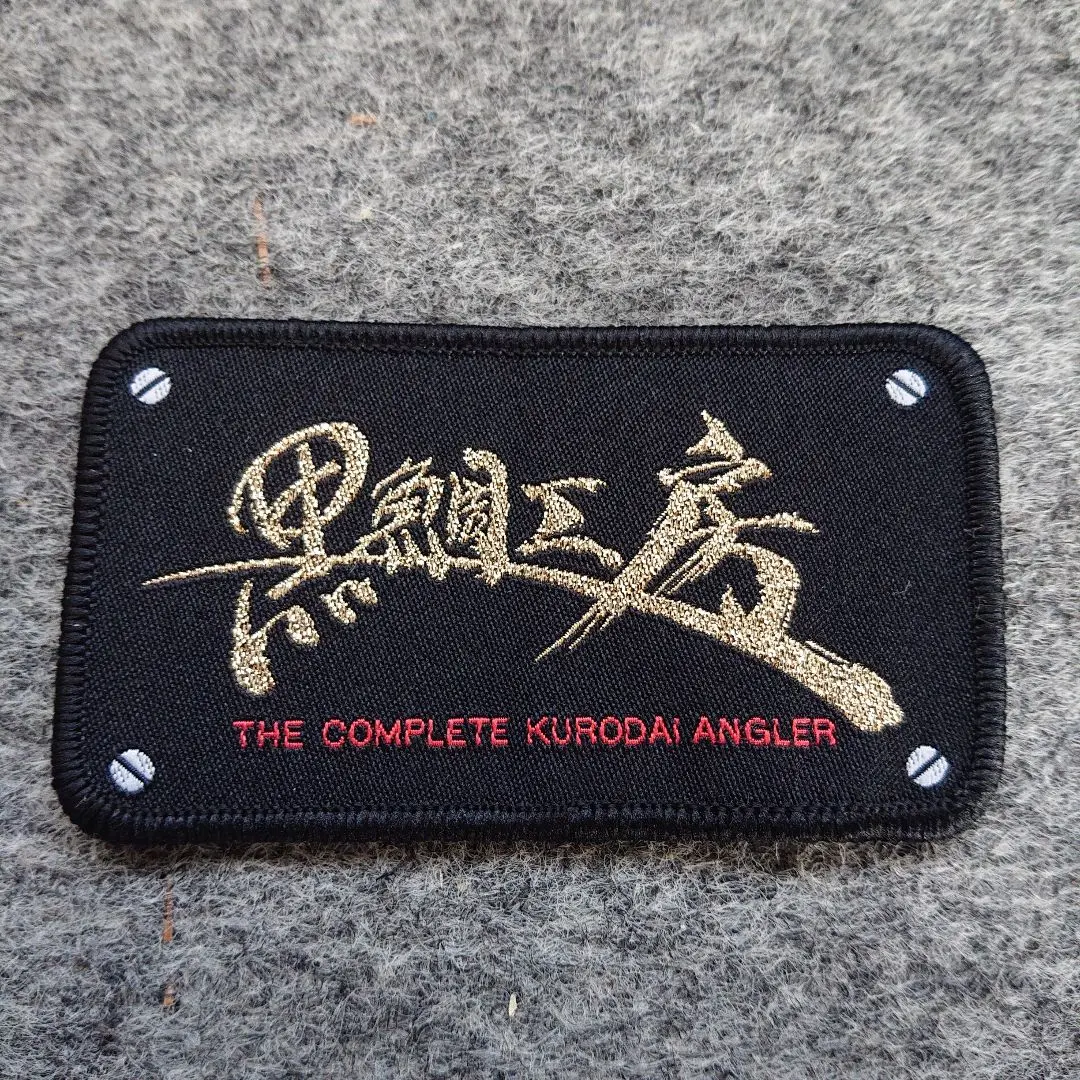 黒鯛工房
THE COMPLETE KURODAI ANGLER